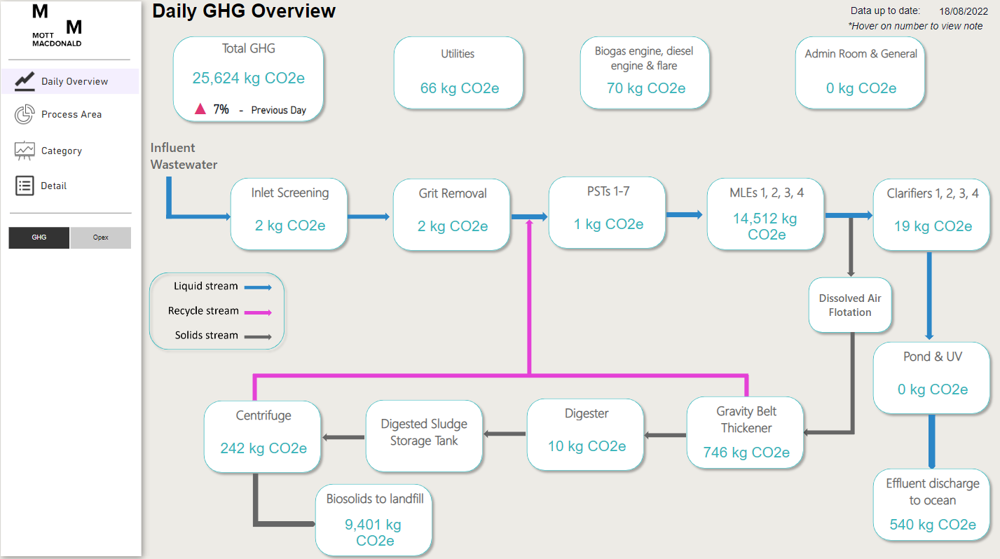 M
M
MOTT
MACDONALD
Daily Overview
Process Area
Category
Detail
GHG
Opex
Daily GHG Overview
Data up to date: 18/08/2022
*Hover on number to view note
Total GHG
25,624 kg CO2e
7% - Previous Day
Utilities
66 kg CO2e
Biogas engine, diesel
engine & flare
70 kg CO2e
Admin Room & General
0 kg CO2e
Influent
Wastewater
Inlet Screening
2 kg CO2e
Grit Removal
2 kg CO2e
PSTs 1-7
1 kg CO2e
MLEs 1, 2, 3, 4
14,512 kg
CO2e
Clarifiers 1, 2, 3, 4
19 kg CO2e
Liquid stream
Recycle stream
Solids stream
Dissolved Air
Flotation
Pond & UV
0 kg CO2e
Centrifuge
242 kg CO2e
Digested Sludge
Storage Tank
Digester
10 kg CO2e
Gravity Belt
Thickener
746 kg CO2e
Biosolids to landfill
9,401 kg
CO2e
Effluent discharge
to ocean
540 kg CO2e